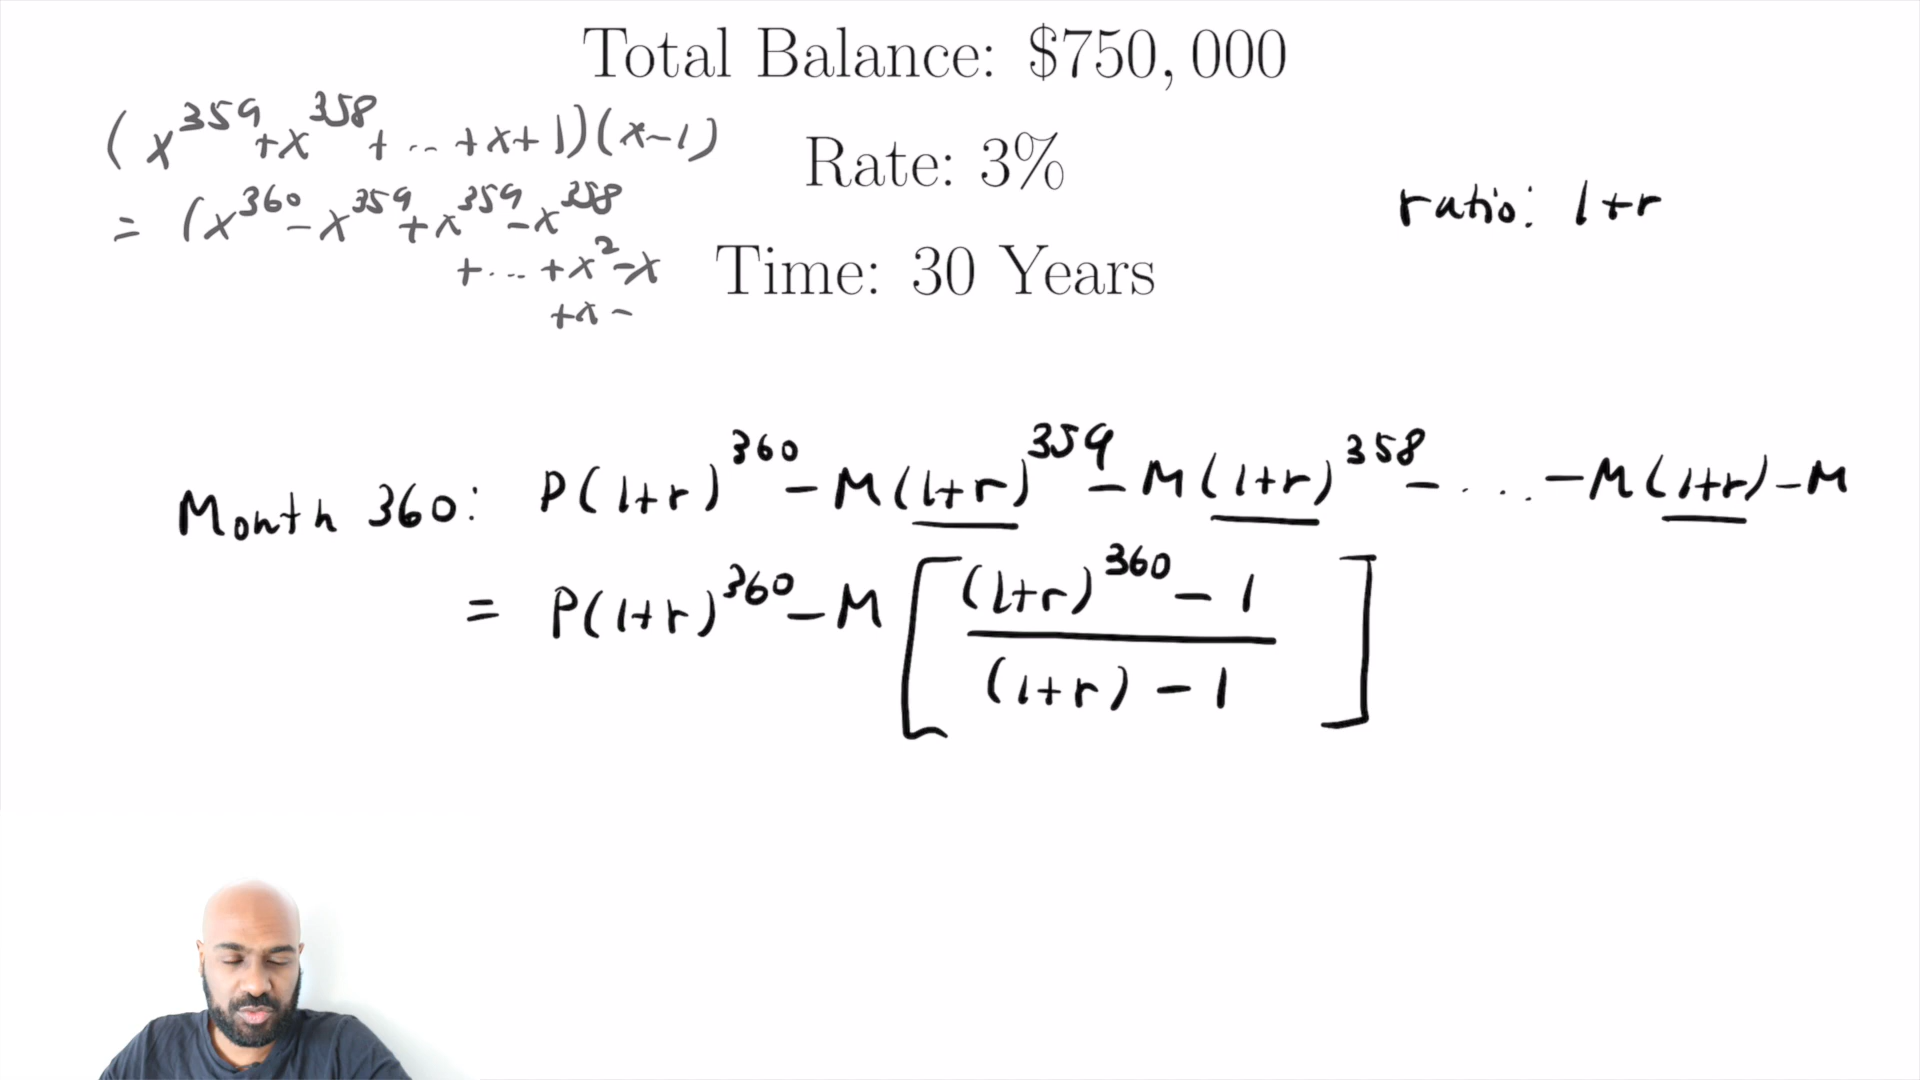 Total Balance: $750,000
(x^359 + x^358 + ... + x + 1)(x-1)
Rate: 3%
= (x^360 - x^359 + x^359 - x^358
ratio: 1+r
+ ... + x^2 - x
Time: 30 Years
+x -
Month 360: P(1+r)^360 - M(1+r)^359 - M(1+r)^358 - . . . - M(1+r) - M
= P(1+r)^360 - M [ (1+r)^360 - 1
(1+r) - 1 ]